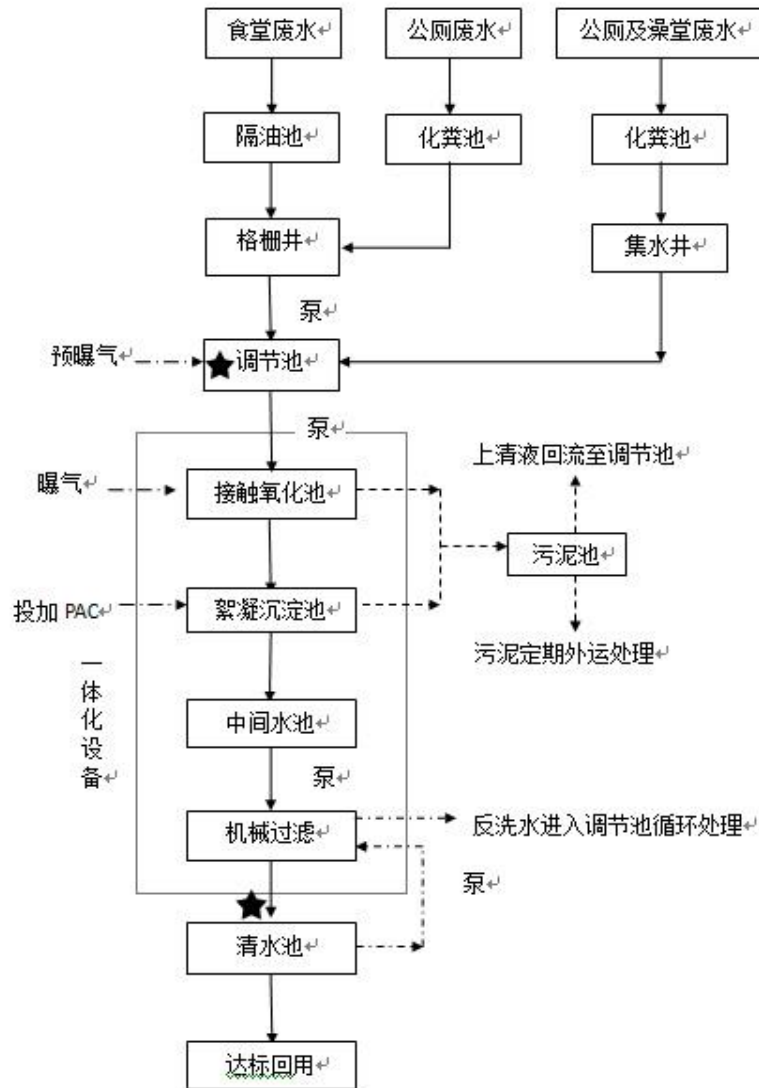 食堂废水↵
公厕废水↵
公厕及澡堂废水↵
隔油池↵
化粪池↵
化粪池↵
格栅井↵
集水井↵
泵↵
预曝气↵
调节池↵
泵↵
上清液回流至调节池↵
曝气↵
接触氧化池↵
污泥池↵
投加 PAC↵
絮凝沉淀池↵
污泥定期外运处理↵
一体化设备↵
中间水池↵
泵↵
机械过滤↵
反洗水进入调节池循环处理↵
泵↵
清水池↵
达标回用↵